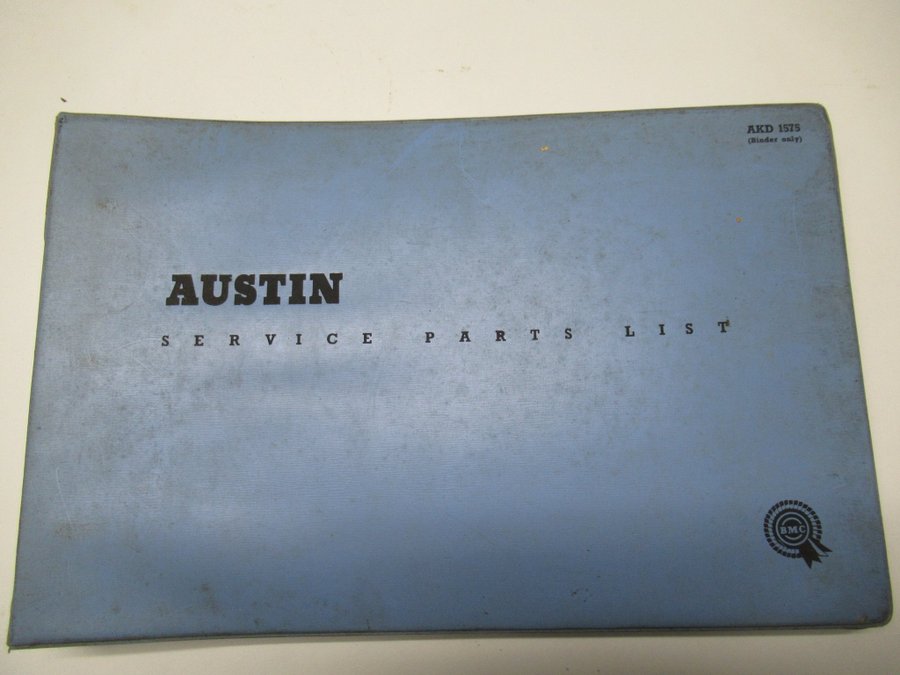 AKD 1575
(Binder only)
AUSTIN
SERVICE PARTS LIST
BMC